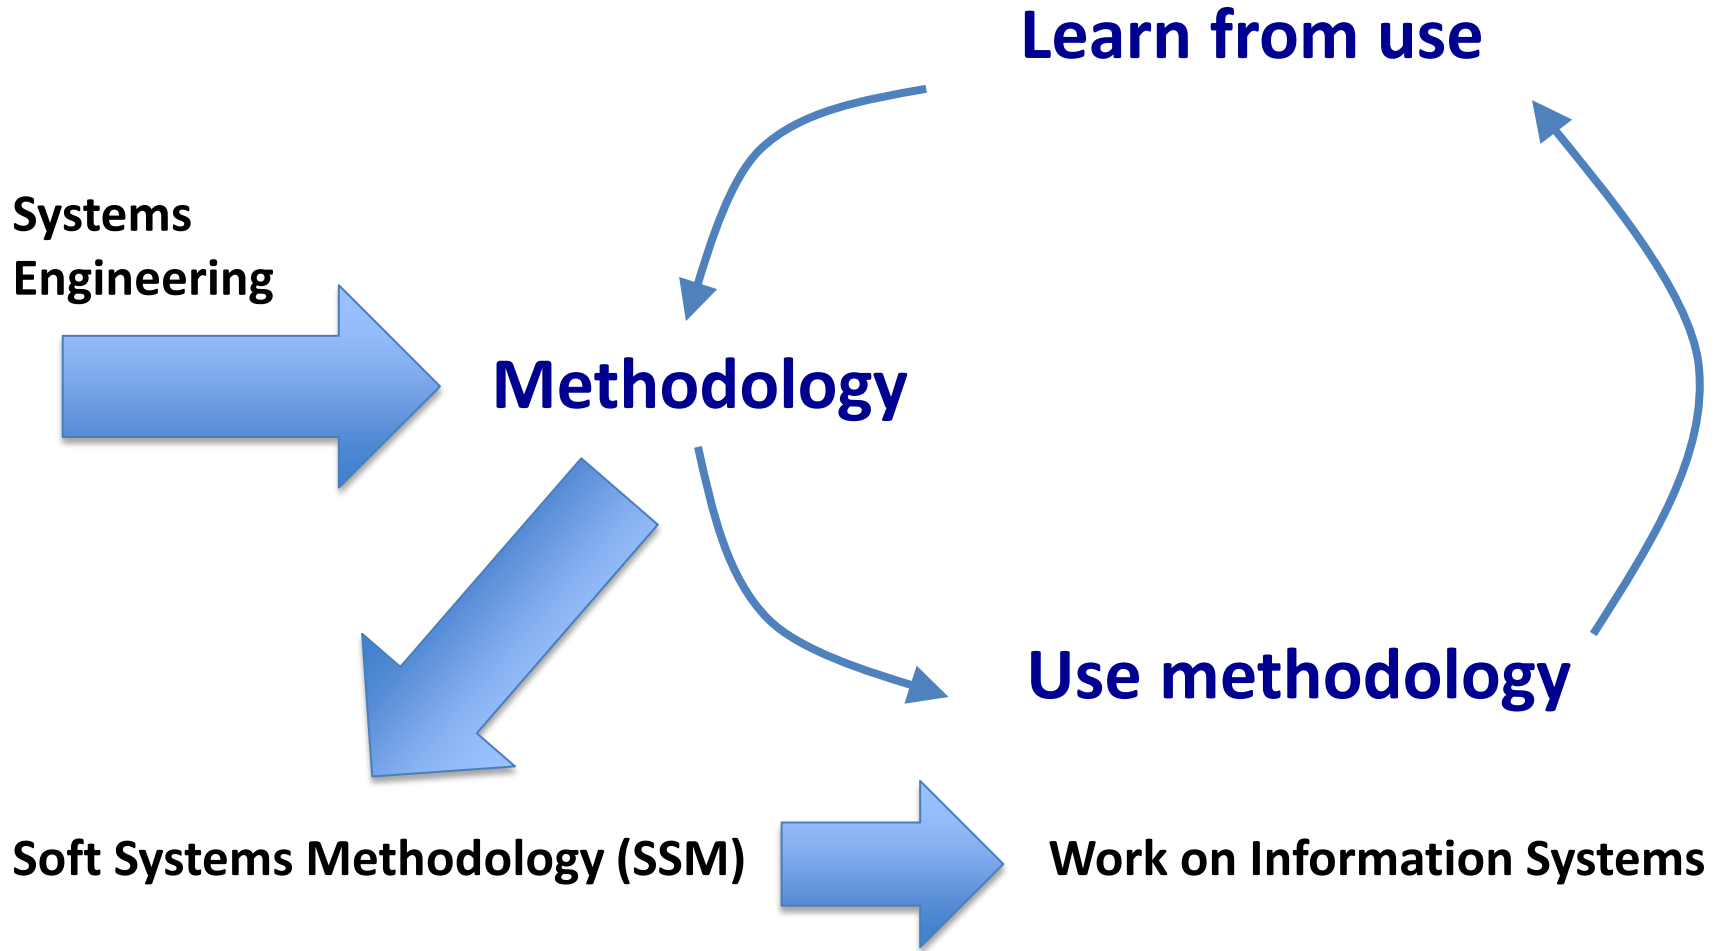 Learn from use
Systems
Engineering
Methodology
Use methodology
Soft Systems Methodology (SSM)
Work on Information Systems